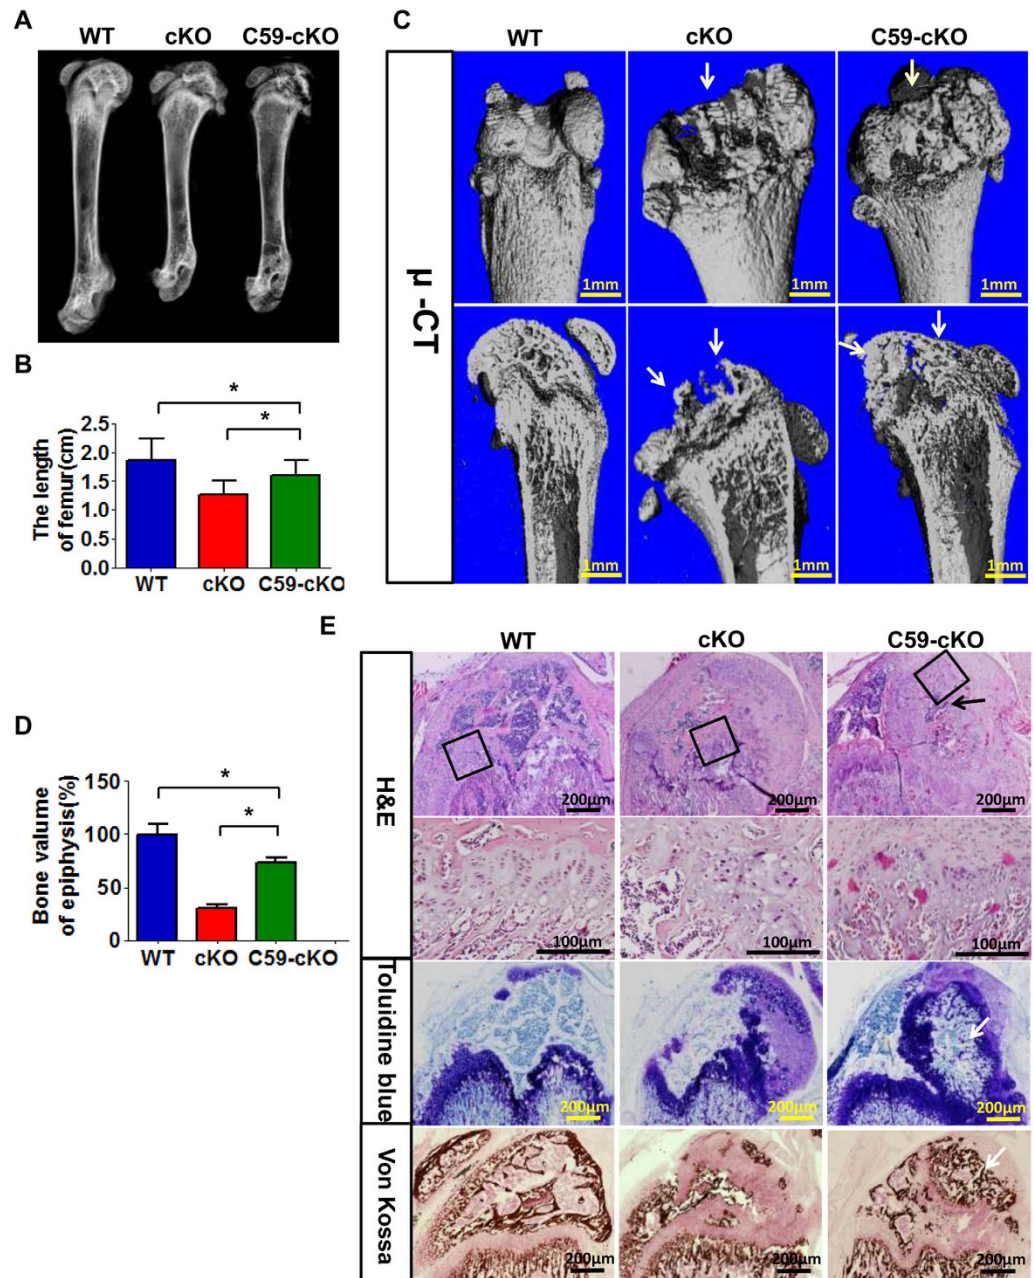 A
WT cKO C59-cKO
B
The length
of femur(cm)
2.5
2.0
1.5
1.0
0.5
0.0
*
*
WT cKO C59-cKO
C
WT cKO C59-cKO
μ -CT
1mm 1mm 1mm
1mm 1mm 1mm
D
Bone valume
of epiphysis(%)
150
100
50
0
*
*
WT cKO C59-cKO
E
WT cKO C59-cKO
H&E
200μm 200μm 200μm
100μm 100μm 100μm
Toluidine blue
200μm 200μm 200μm
Von Kossa
200μm 200μm 200μm